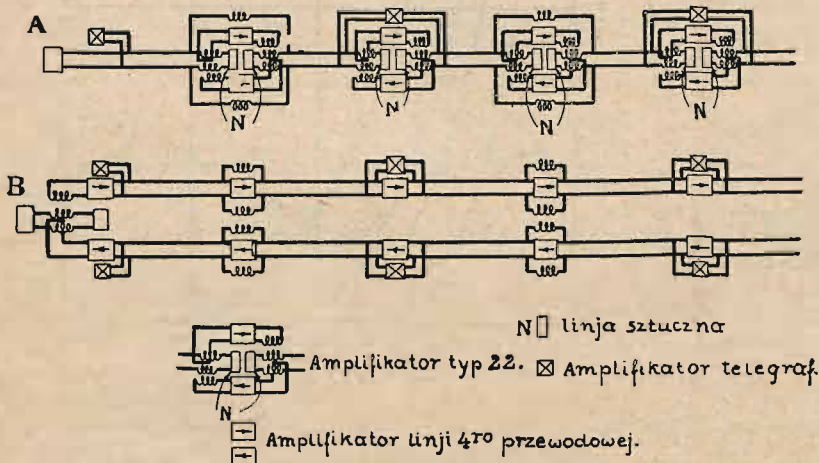 A
N N N N
B
N linja sztuczna
Amplifikator typ 22. Amplifikator telegraf.
N
Amplifikator linji 4ro przewodowej.